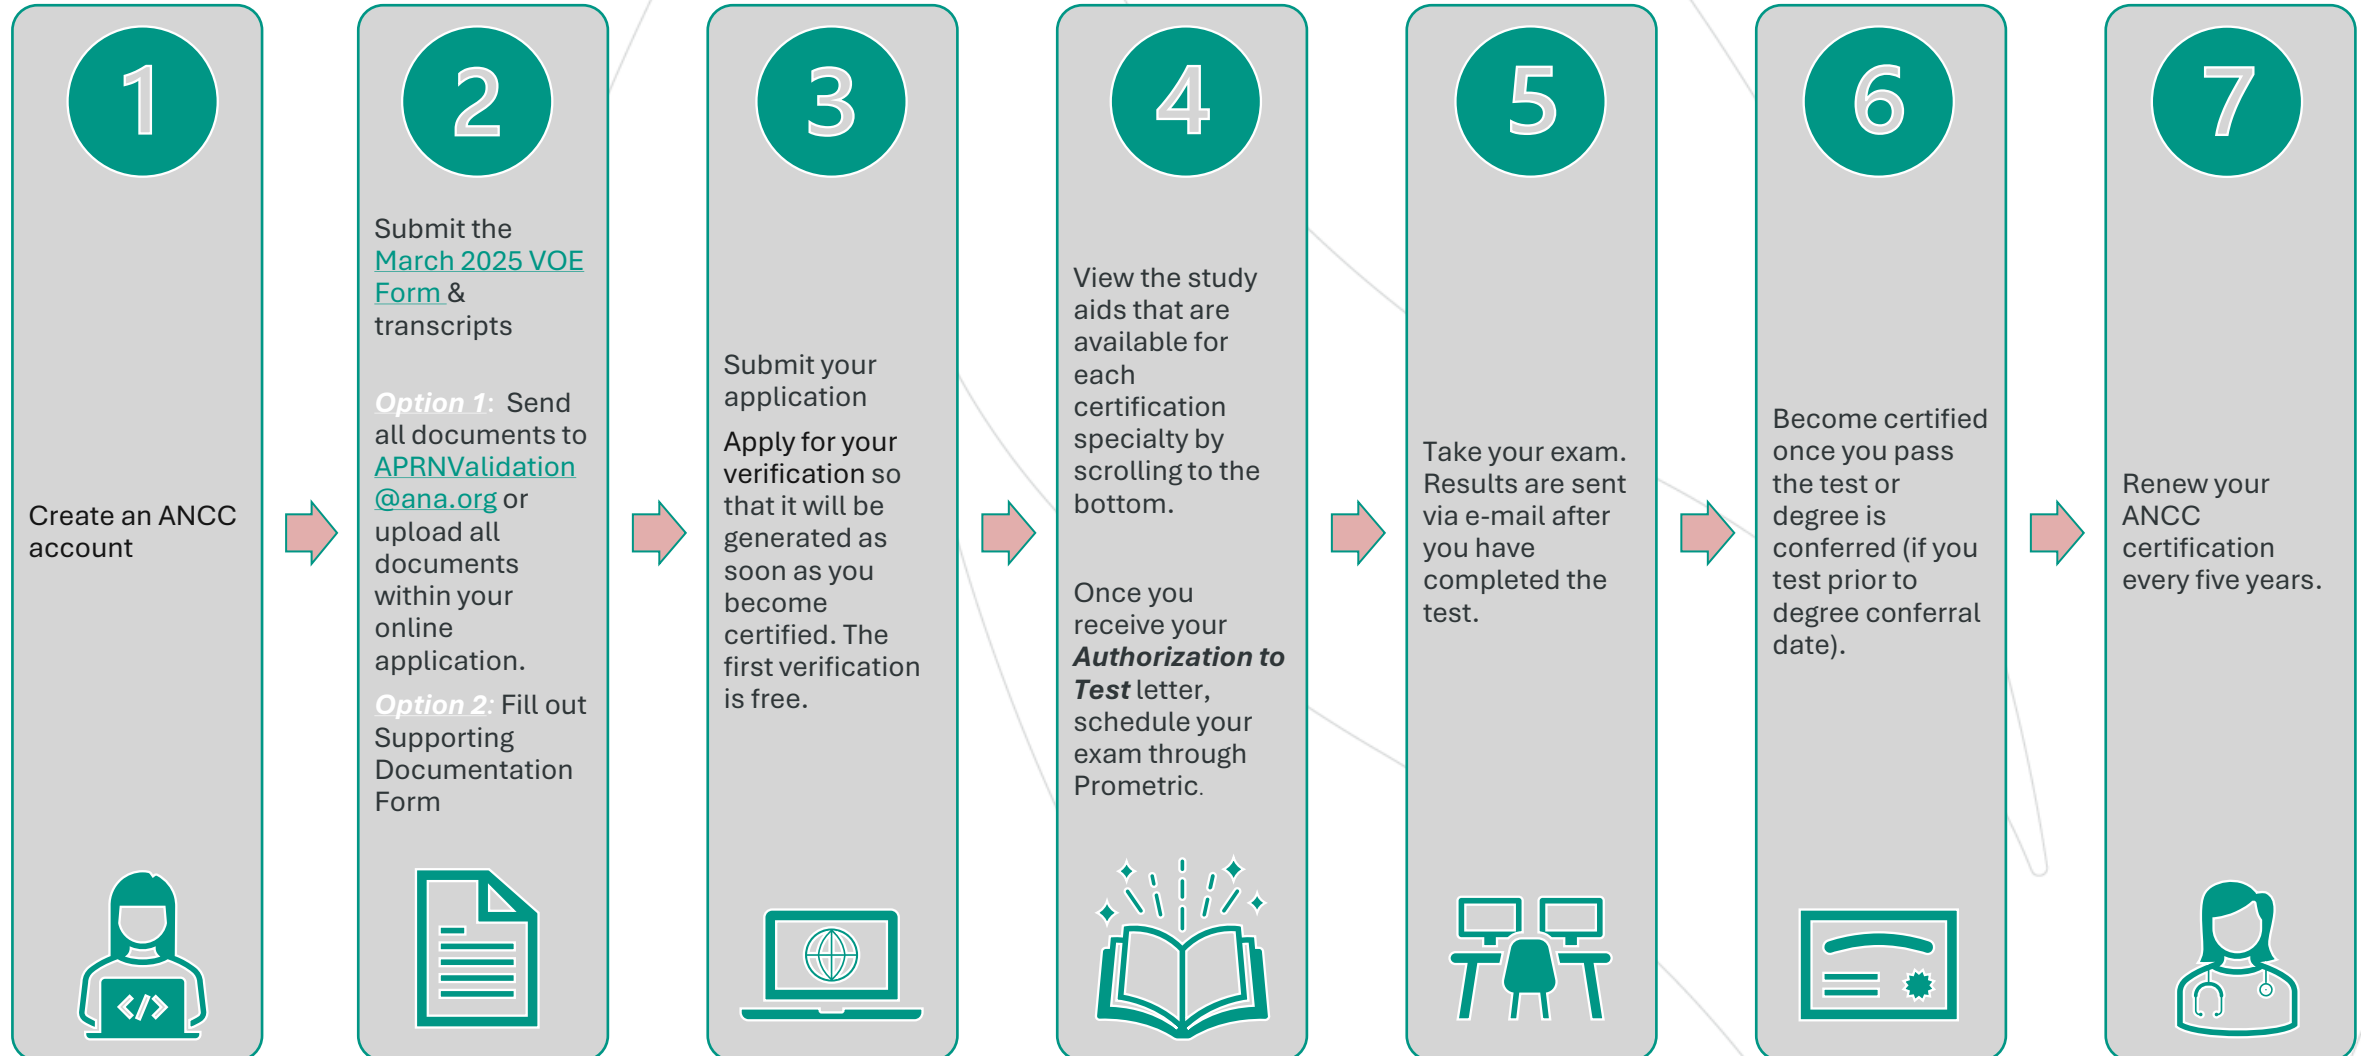 1
Create an ANCC
account
2
Submit the
March 2025 VOE
Form &
transcripts
Option 1: Send
all documents to
APRNValidation
@ana.org or
upload all
documents
within your
online
application.
Option 2: Fill out
Supporting
Documentation
Form
3
Submit your
application
Apply for your
verification so
that it will be
generated as
soon as you
become
certified. The
first verification
is free.
4
View the study
aids that are
available for
each
certification
specialty by
scrolling to the
bottom.
Once you
receive your
Authorization to
Test letter,
schedule your
exam through
Prometric.
5
Take your exam.
Results are sent
via e-mail after
you have
completed the
test.
6
Become certified
once you pass
the test or
degree is
conferred (if you
test prior to
degree conferral
date).
7
Renew your
ANCC
certification
every five years.